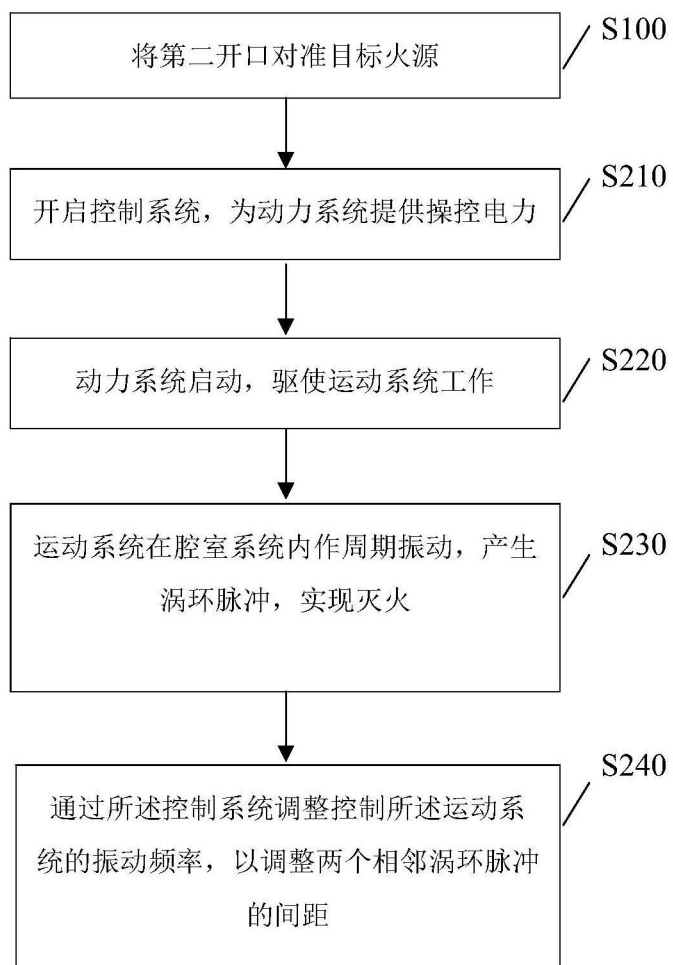 S100
将第二开口对准目标火源
S210
开启控制系统，为动力系统提供操控电力
S220
动力系统启动，驱使运动系统工作
S230
运动系统在腔室系统内作周期振动，产生
涡环脉冲，实现灭火
S240
通过所述控制系统调整控制所述运动系
统的振动频率，以调整两个相邻涡环脉冲
的间距